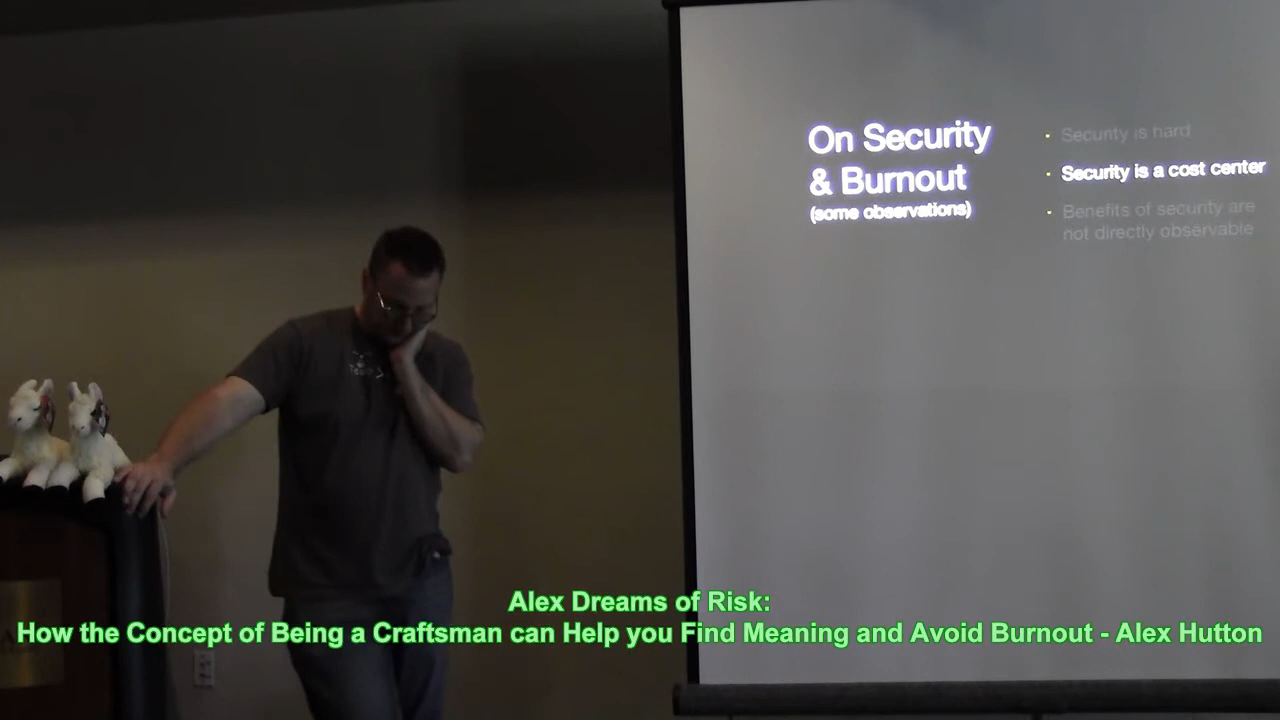 On Security
& Burnout
(some observations)
• Security is hard
• Security is a cost center
• Benefits of security are
not directly observable
Alex Dreams of Risk:
How the Concept of Being a Craftsman can Help you Find Meaning and Avoid Burnout - Alex Hutton